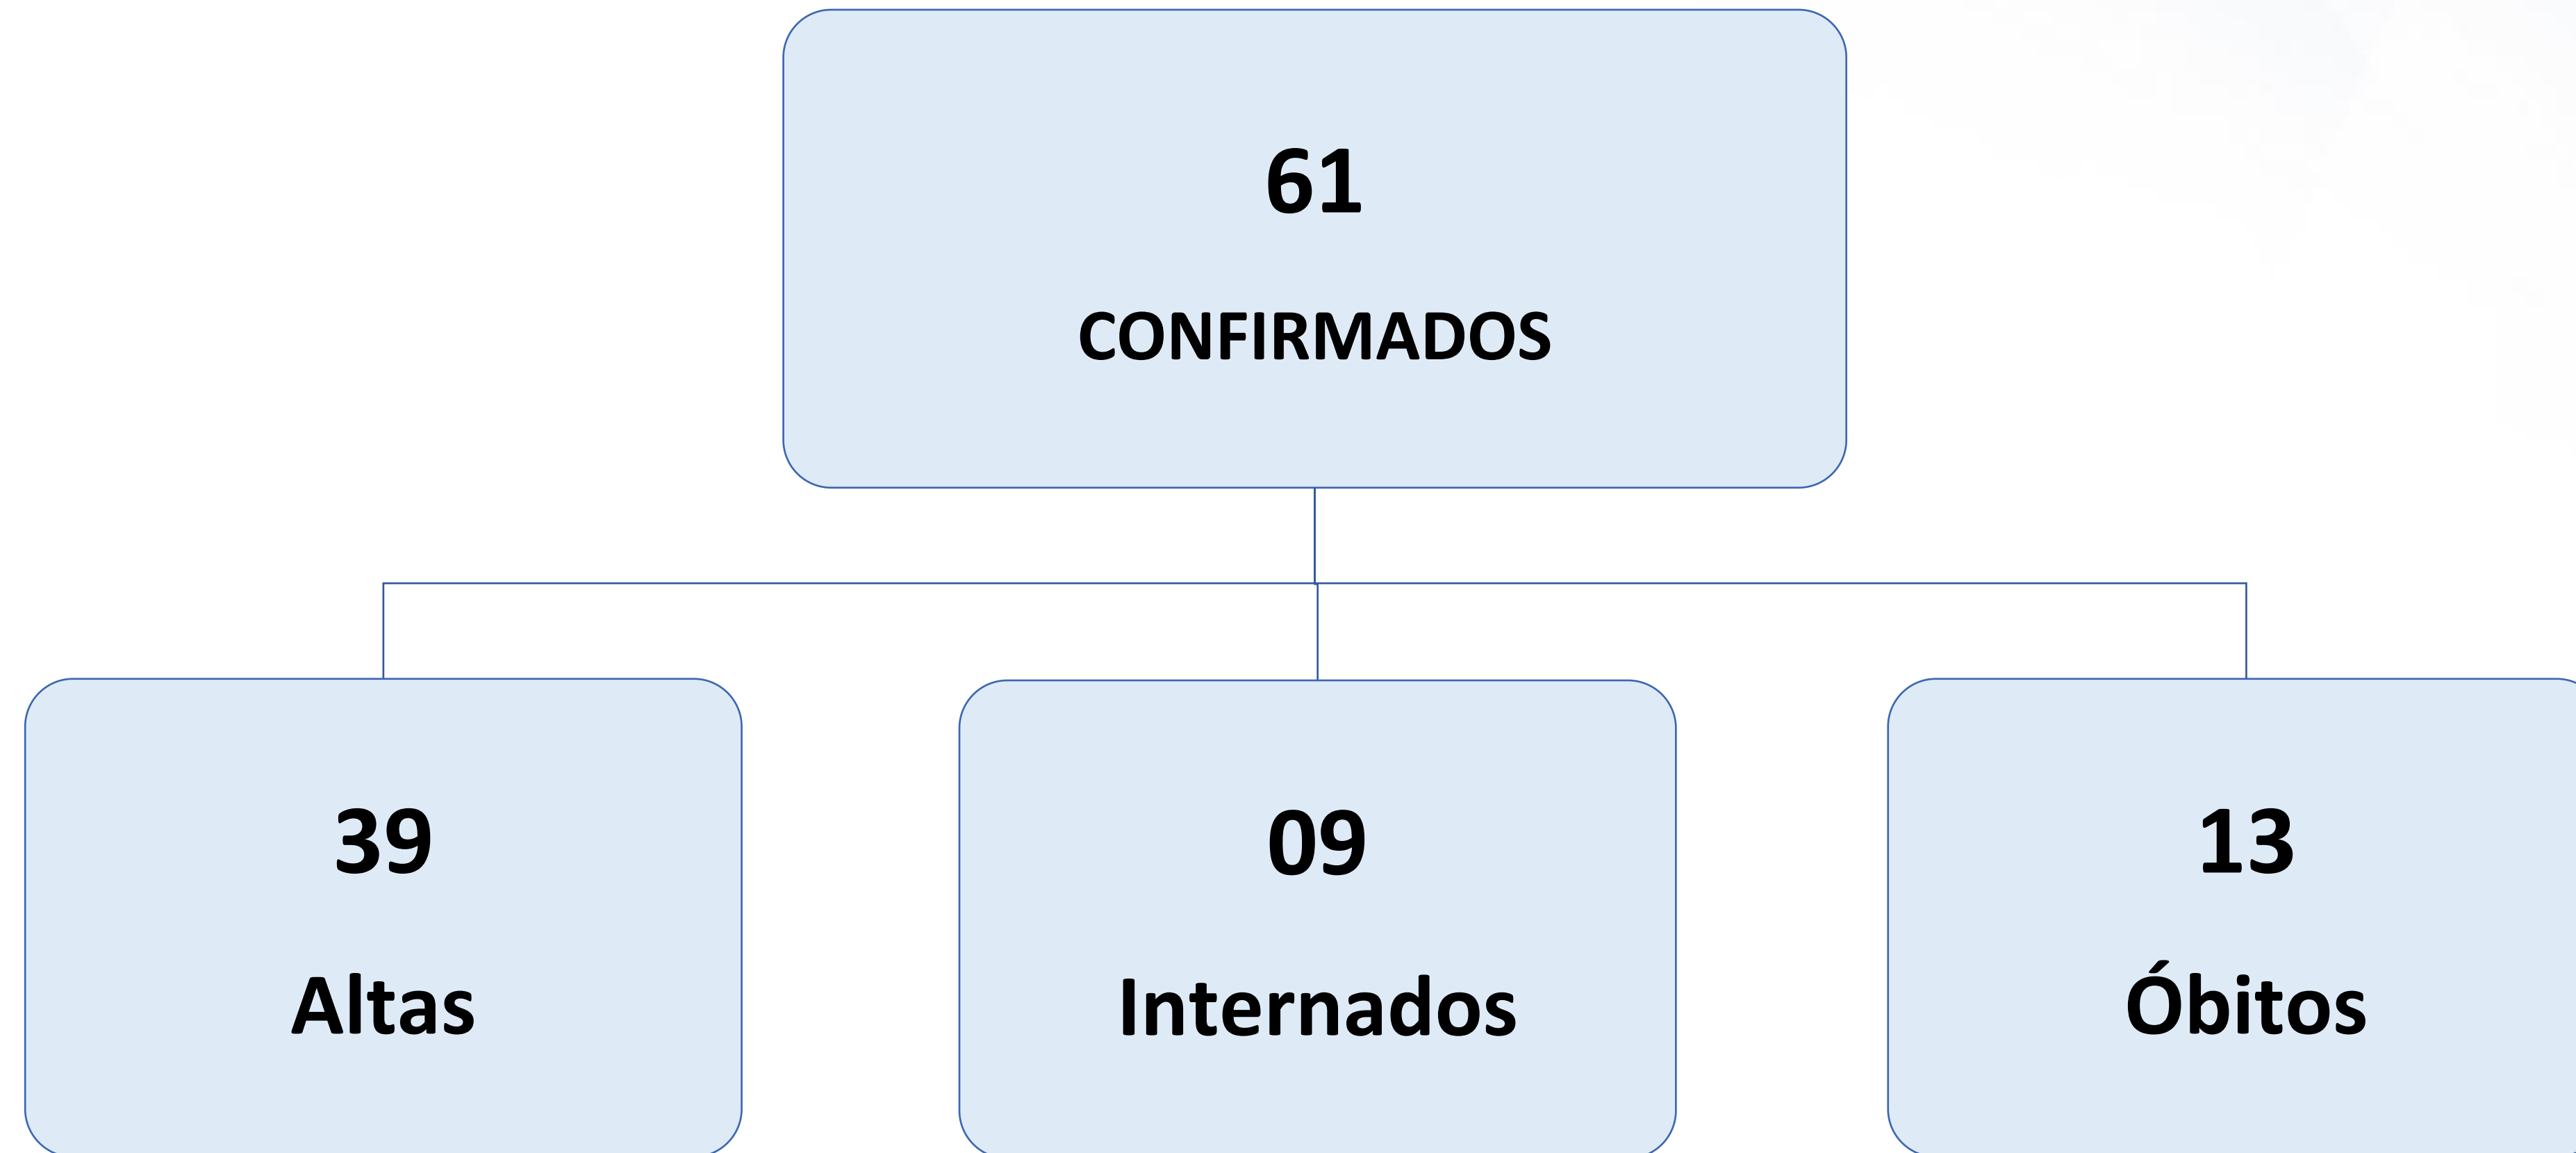 61
CONFIRMADOS
39
Altas
09
Internados
13
Óbitos